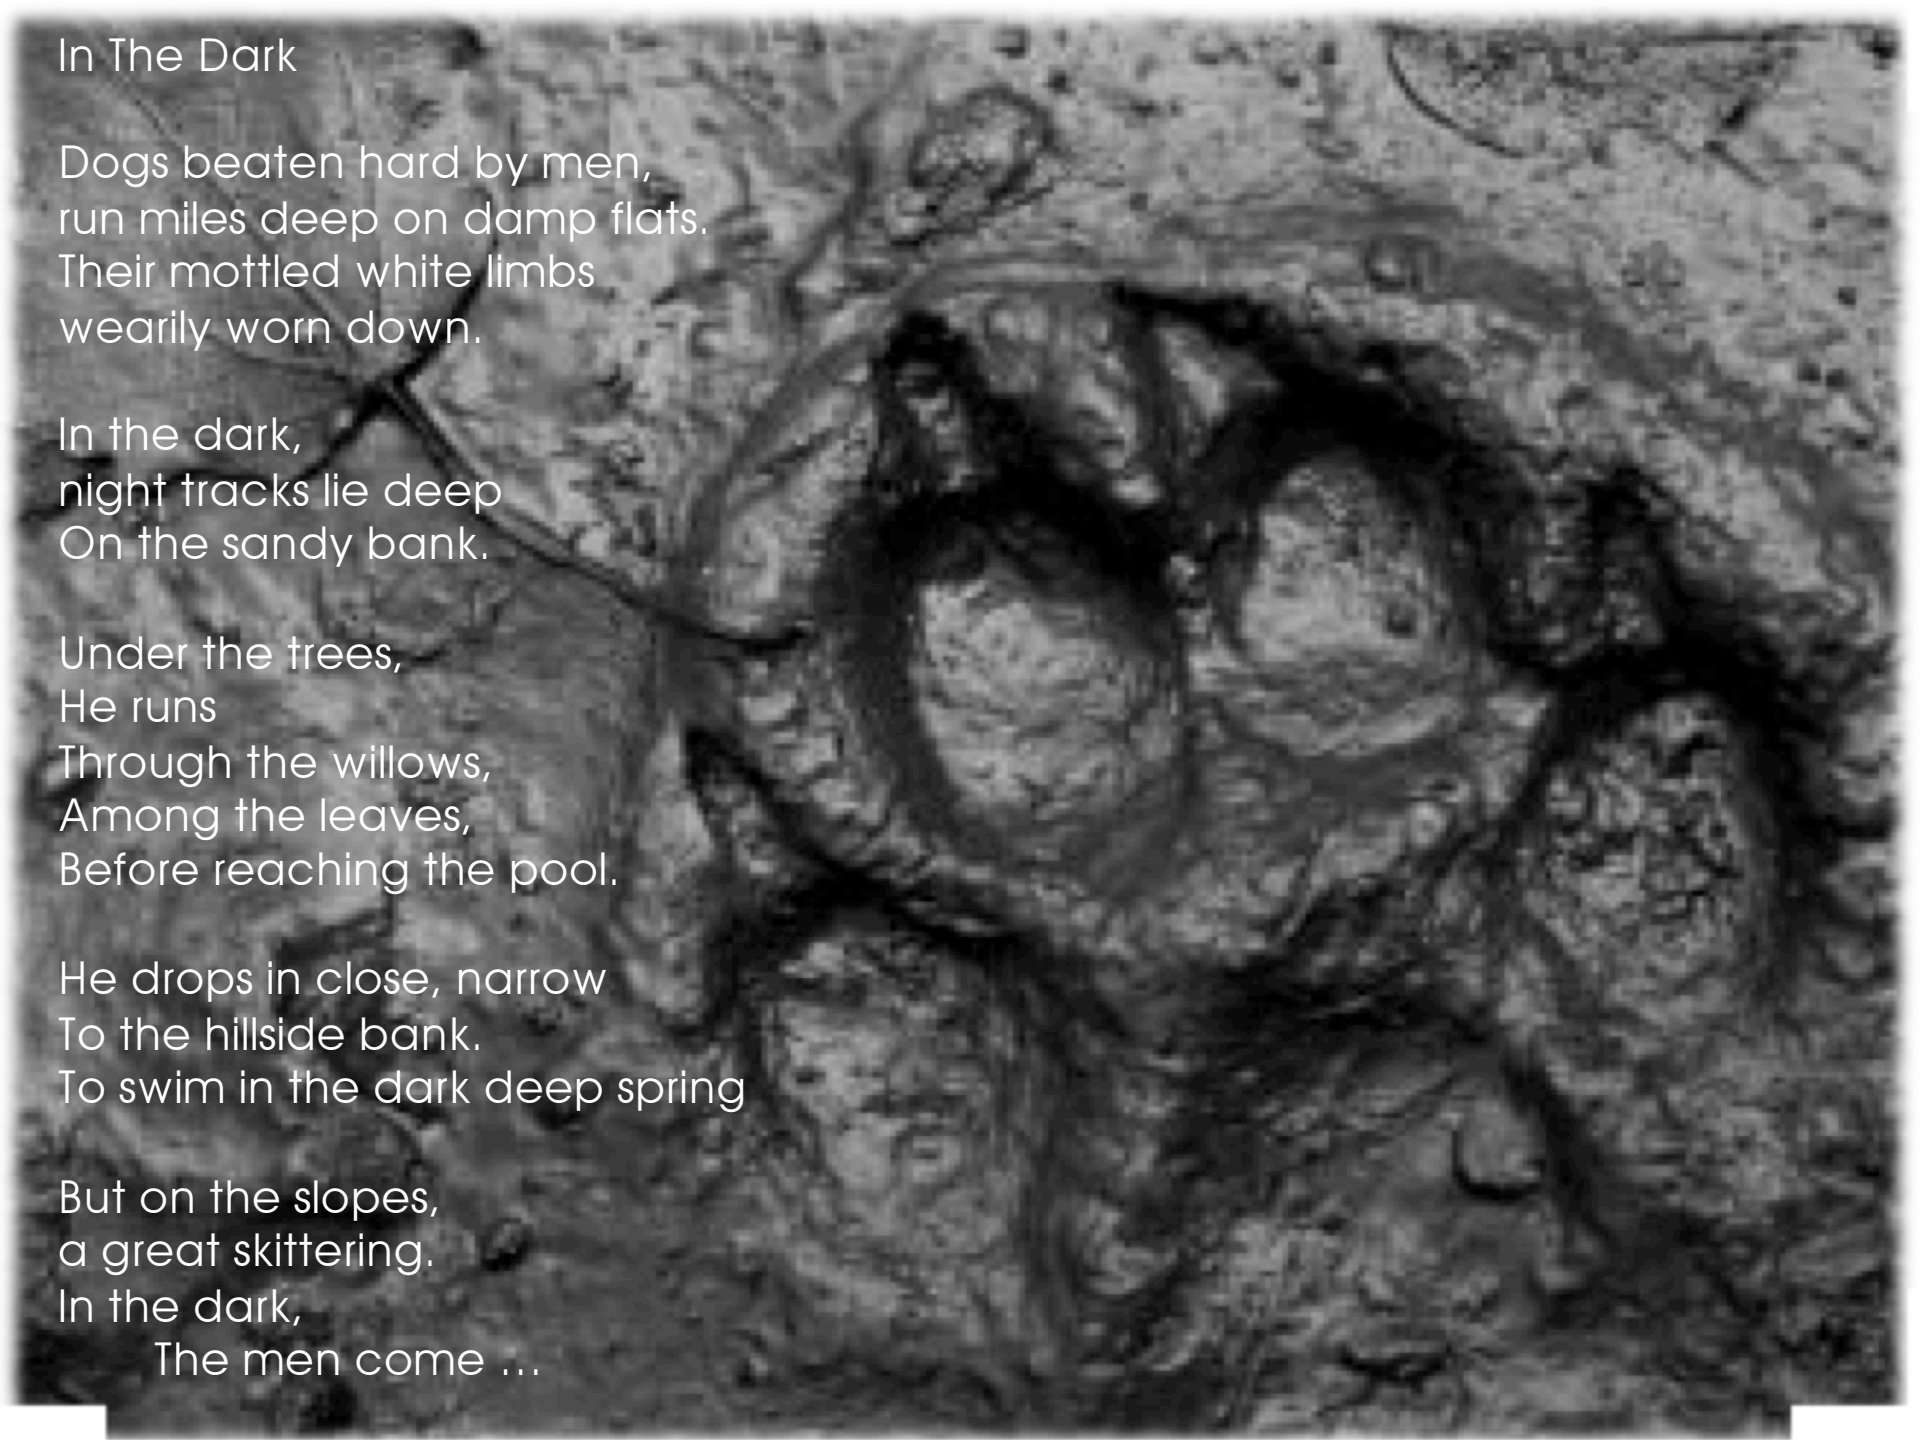 In The Dark
Dogs beaten hard by men,
run miles deep on damp flats.
Their mottled white limbs
wearily worn down.
In the dark,
night tracks lie deep
On the sandy bank.
Under the trees,
He runs
Through the willows,
Among the leaves,
Before reaching the pool.
He drops in close, narrow
To the hillside bank.
To swim in the dark deep spring
But on the slopes,
a great skittering.
In the dark,
The men come ...